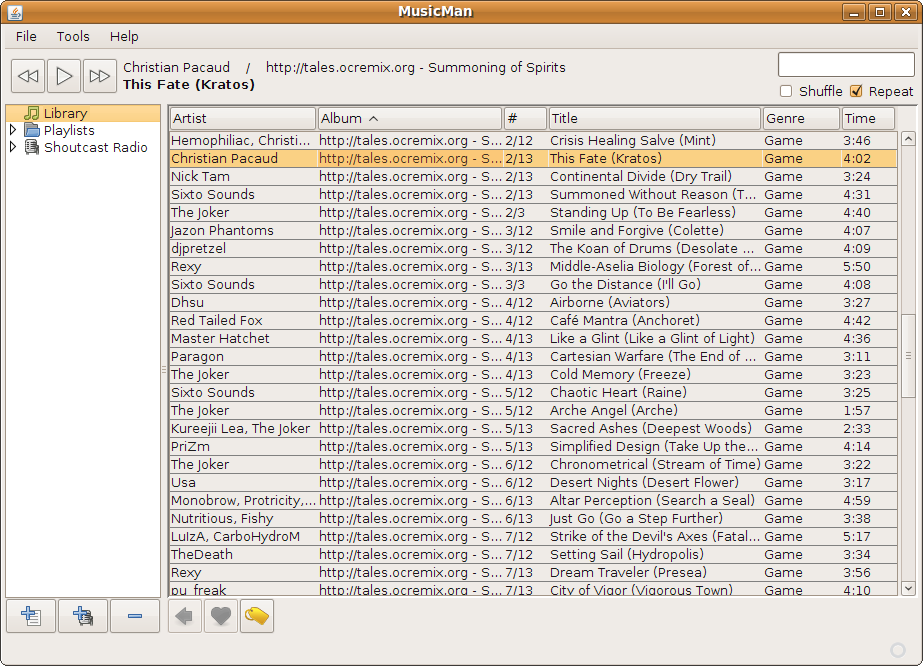 MusicMan
File Tools Help
Christian Pacaud / http://tales.ocremix.org - Summoning of Spirits
This Fate (Kratos)
Shuffle Repeat
Library
Playlists
Shoutcast Radio
Artist Album # Title Genre Time
Hemophiliac, Christi... http://tales.ocremix.org - S... 2/12 Crisis Healing Salve (Mint) Game 3:46
Christian Pacaud http://tales.ocremix.org - S... 2/13 This Fate (Kratos) Game 4:02
Nick Tam http://tales.ocremix.org - S... 2/13 Continental Divide (Dry Trail) Game 3:24
Sixto Sounds http://tales.ocremix.org - S... 2/13 Summoned Without Reason (T... Game 4:31
The Joker http://tales.ocremix.org - S... 2/3 Standing Up (To Be Fearless) Game 4:40
Jazon Phantoms http://tales.ocremix.org - S... 3/12 Smile and Forgive (Colette) Game 4:07
djpretzel http://tales.ocremix.org - S... 3/12 The Koan of Drums (Desolate ... Game 4:09
Rexy http://tales.ocremix.org - S... 3/13 Middle-Aselia Biology (Forest of... Game 5:50
Sixto Sounds http://tales.ocremix.org - S... 3/3 Go the Distance (I'll Go) Game 4:08
Dhsu http://tales.ocremix.org - S... 4/12 Airborne (Aviators) Game 3:27
Red Tailed Fox http://tales.ocremix.org - S... 4/12 Café Mantra (Anchoret) Game 4:42
Master Hatchet http://tales.ocremix.org - S... 4/13 Like a Glint (Like a Glint of Light) Game 4:36
Paragon http://tales.ocremix.org - S... 4/13 Cartesian Warfare (The End of ... Game 3:11
The Joker http://tales.ocremix.org - S... 4/13 Cold Memory (Freeze) Game 3:23
Sixto Sounds http://tales.ocremix.org - S... 5/12 Chaotic Heart (Raine) Game 3:25
The Joker http://tales.ocremix.org - S... 5/12 Arche Angel (Arche) Game 1:57
Kureejii Lea, The Joker http://tales.ocremix.org - S... 5/13 Sacred Ashes (Deepest Woods) Game 2:33
PriZm http://tales.ocremix.org - S... 5/13 Simplified Design (Take Up the... Game 4:14
The Joker http://tales.ocremix.org - S... 6/12 Chronometrical (Stream of Time) Game 3:22
Usa http://tales.ocremix.org - S... 6/12 Desert Nights (Desert Flower) Game 3:17
Monobrow, Protricity,... http://tales.ocremix.org - S... 6/13 Altar Perception (Search a Seal) Game 4:59
Nutritious, Fishy http://tales.ocremix.org - S... 6/13 Just Go (Go a Step Further) Game 3:38
LuIzA, CarboHydroM http://tales.ocremix.org - S... 7/12 Strike of the Devil's Axes (Fatal... Game 5:17
TheDeath http://tales.ocremix.org - S... 7/12 Setting Sail (Hydropolis) Game 3:34
Rexy http://tales.ocremix.org - S... 7/13 Dream Traveler (Presea) Game 3:56
pu_freak http://tales.ocremix.org - S... 7/13 City of Vigor (Vigorous Town) Game 4:10